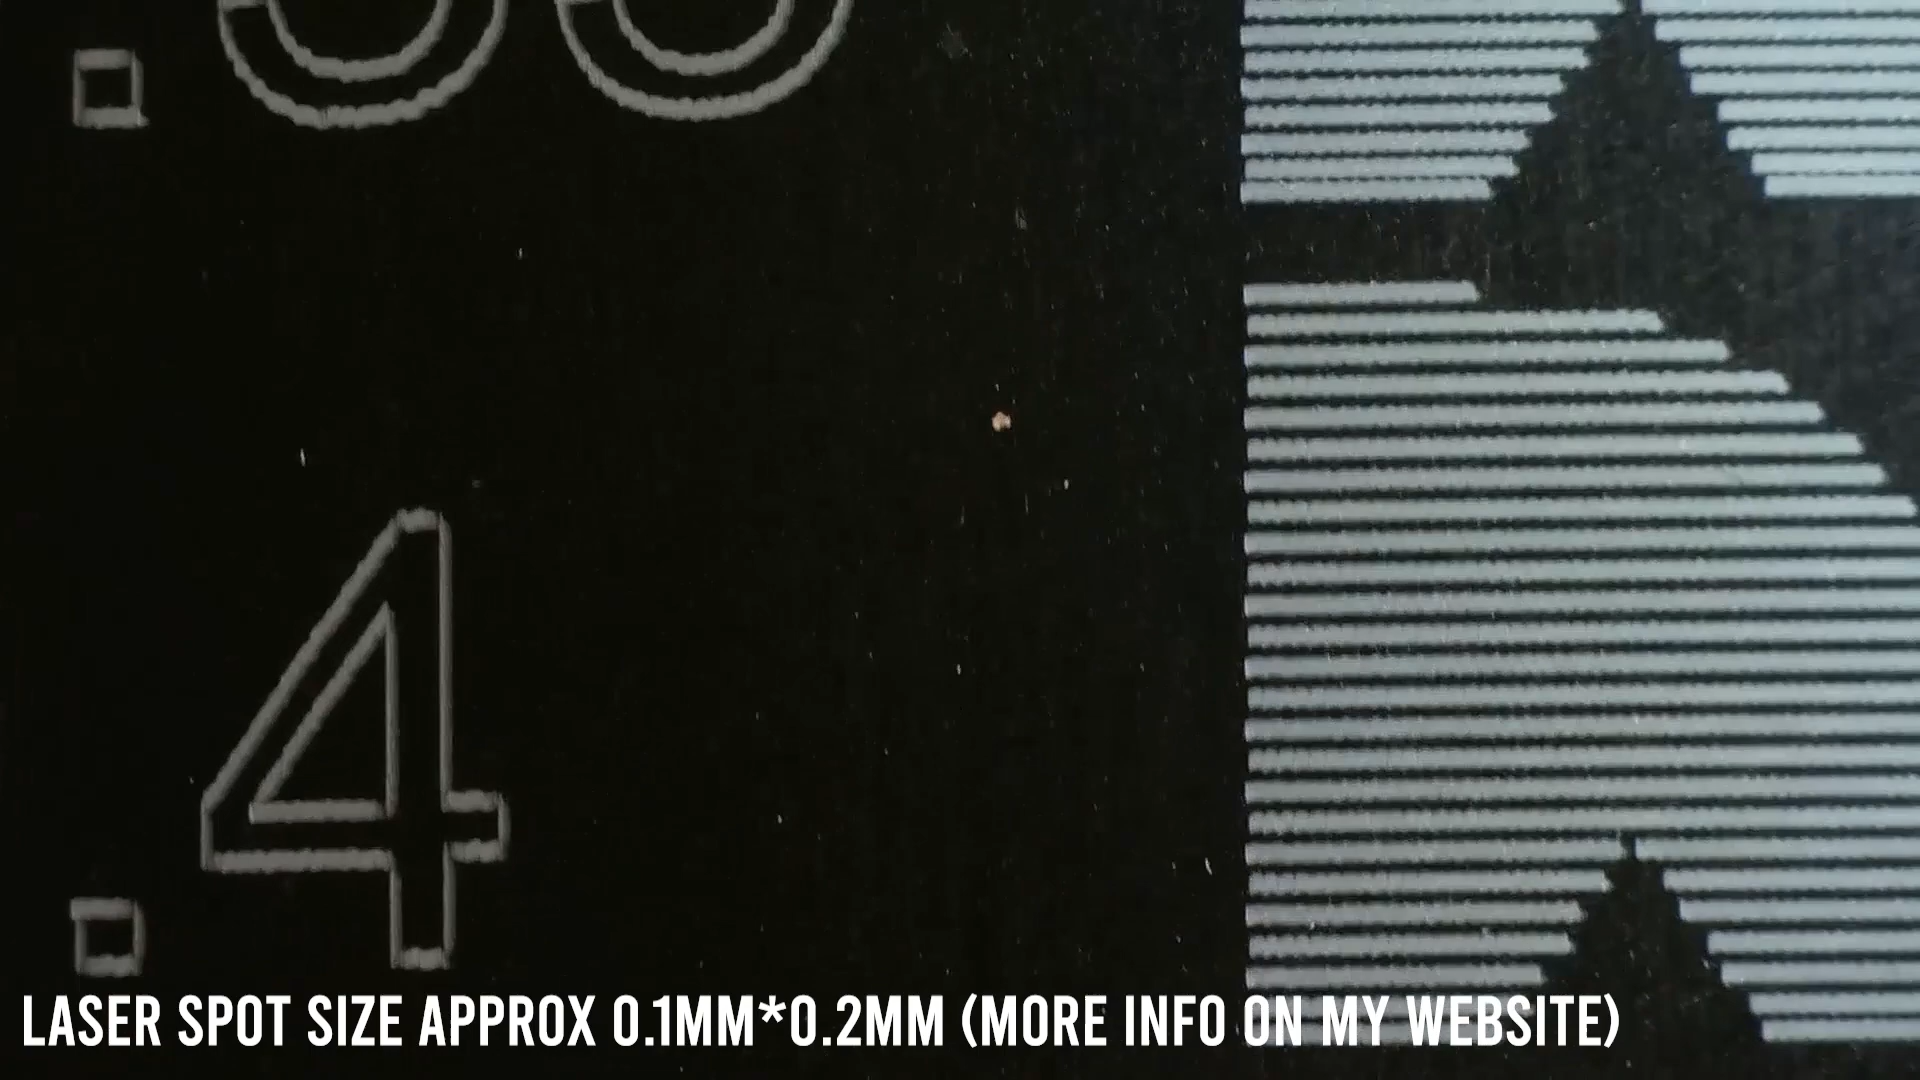 .4
LASER SPOT SIZE APPROX 0.1MM*0.2MM (MORE INFO ON MY WEBSITE)